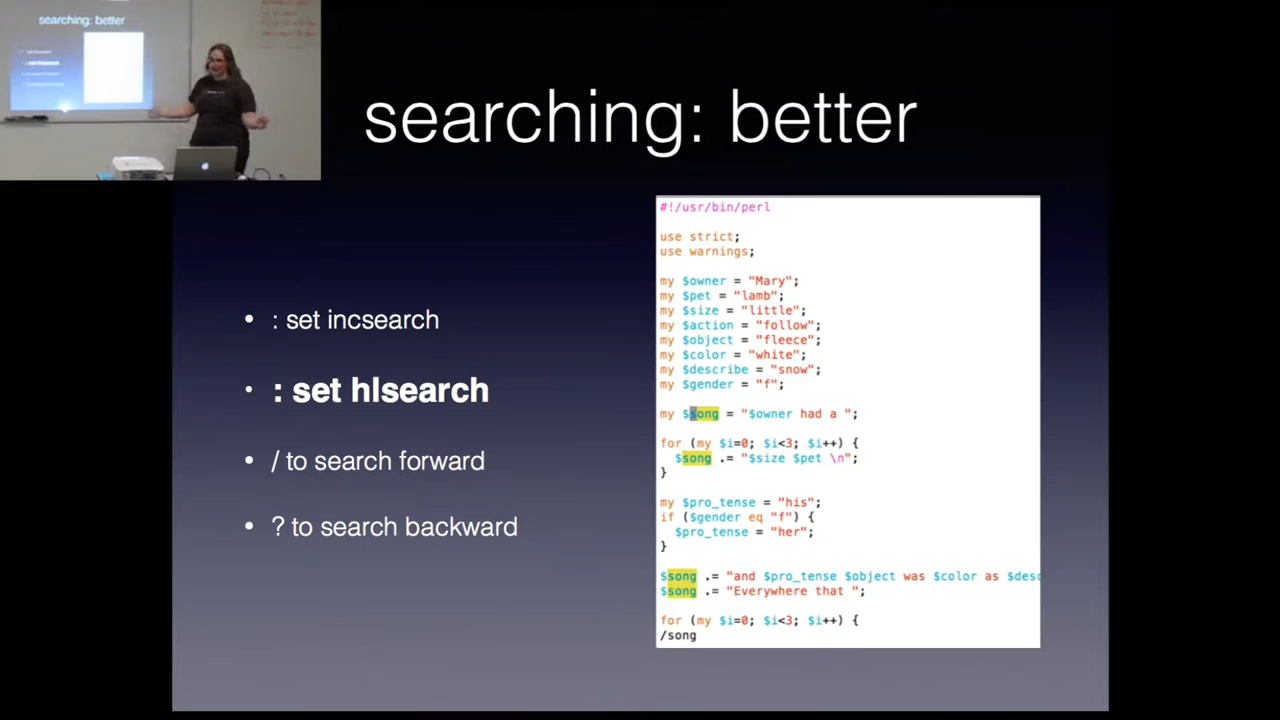 searching: better
searching: better
: set incsearch
: set hlsearch
/ to search forward
? to search backward
#!/usr/bin/perl
use strict;
use warnings;
my $owner = "Mary";
my $pet = "lamb";
my $size = "little";
my $action = "follow";
my $object = "fleece";
my $color = "white";
my $describe = "snow";
my $gender = "f";
my $song = "$owner had a ";
for (my $i=0; $i<3; $i++) {
$song .= "$size $pet \n";
}
my $pro_tense = "his";
if ($gender eq "f") {
$pro_tense = "her";
}
$song .= "and $pro_tense $object was $color as $desc
$song .= "Everywhere that ";
for (my $i=0; $i<3; $i++) {
/song